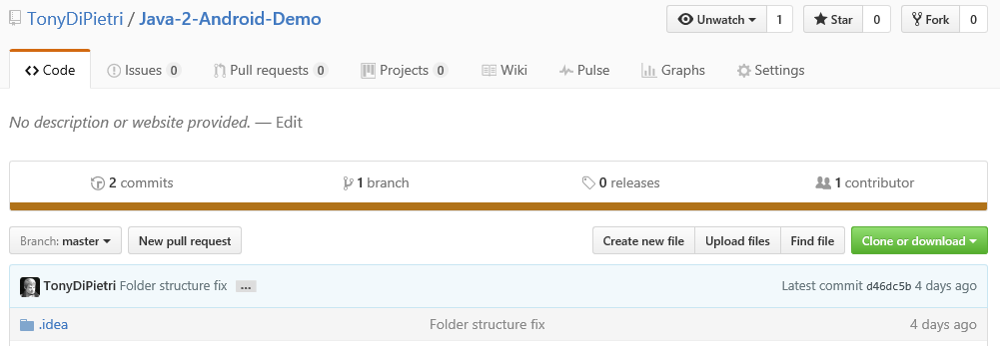 TonyDiPietri / Java-2-Android-Demo Unwatch 1 Star 0 Fork 0
Code Issues 0 Pull requests 0 Projects 0 Wiki Pulse Graphs Settings
No description or website provided. — Edit
2 commits 1 branch 0 releases 1 contributor
Branch: master New pull request Create new file Upload files Find file Clone or download
TonyDiPietri Folder structure fix ... Latest commit d46dc5b 4 days ago
.idea Folder structure fix 4 days ago